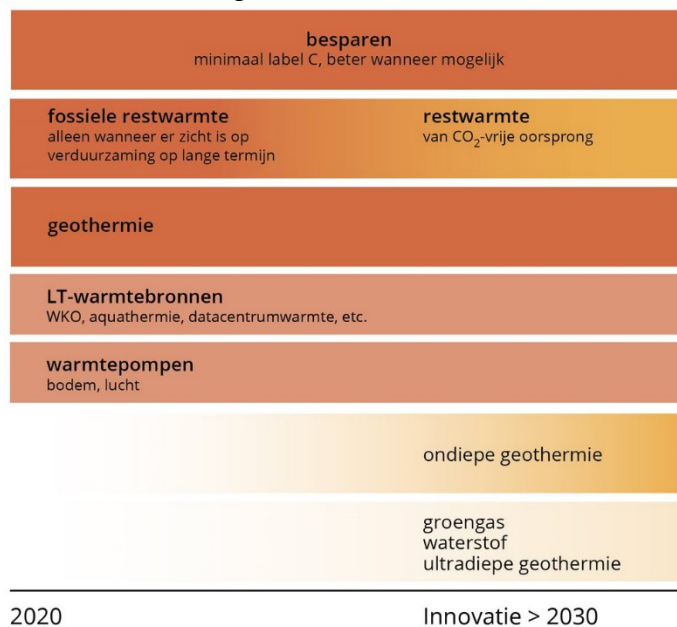 besparen
minimaal label C, beter wanneer mogelijk
fossiele restwarmte
alleen wanneer er zicht is op
verduurzaming op lange termijn
restwarmte
van CO₂-vrije oorsprong
geothermie
LT-warmtebronnen
WKO, aquathermie, datacentrumwarmte, etc.
warmtepompen
bodem, lucht
ondiepe geothermie
groengas
waterstof
ultradiepe geothermie
2020
Innovatie > 2030